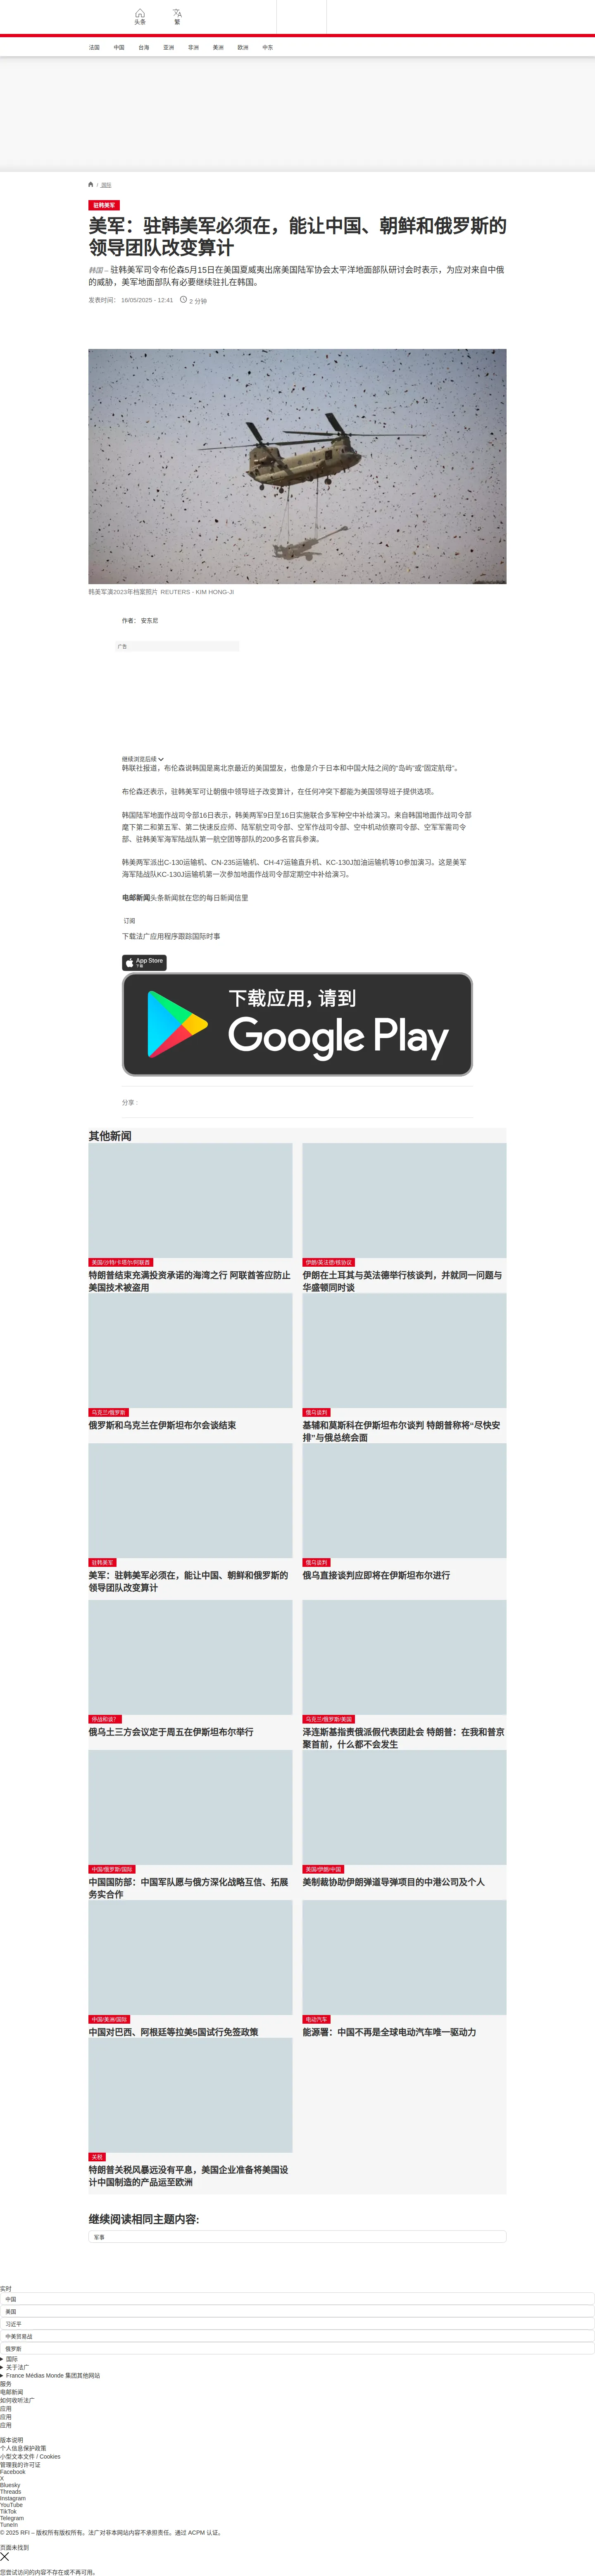 头条
繁
法国 中国 台海 亚洲 非洲 美洲 欧洲 中东
/ 国际
驻韩美军
美军：驻韩美军必须在，能让中国、朝鲜和俄罗斯的
领导团队改变算计
韩国 – 驻韩美军司令布伦森5月15日在美国夏威夷出席美国陆军协会太平洋地面部队研讨会时表示，为应对来自中俄
的威胁，美军地面部队有必要继续驻扎在韩国。
发表时间： 16/05/2025 - 12:41 2 分钟
韩美军演2023年档案照片 REUTERS - KIM HONG-JI
作者： 安东尼
广告
继续浏览后续
韩联社报道，布伦森说韩国是离北京最近的美国盟友，也像是介于日本和中国大陆之间的“岛屿”或“固定航母”。
布伦森还表示，驻韩美军可让朝俄中领导班子改变算计，在任何冲突下都能为美国领导班子提供选项。
韩国陆军地面作战司令部16日表示，韩美两军9日至16日实施联合多军种空中补给演习。来自韩国地面作战司令部
麾下第二和第五军、第二快速反应师、陆军航空司令部、空军作战司令部、空中机动侦察司令部、空军军需司令
部、驻韩美军海军陆战队第一航空团等部队的200多名官兵参演。
韩美两军派出C-130运输机、CN-235运输机、CH-47运输直升机、KC-130J加油运输机等10参加演习。这是美军
海军陆战队KC-130J运输机第一次参加地面作战司令部定期空中补给演习。
电邮新闻头条新闻就在您的每日新闻信里
订阅
下载法广应用程序跟踪国际时事
App Store
下载
下载应用，请到
Google Play
分享 :
其他新闻
美国/沙特/卡塔尔/阿联酋
特朗普结束充满投资承诺的海湾之行 阿联酋答应防止
美国技术被盗用
伊朗/英法德/核协议
伊朗在土耳其与英法德举行核谈判，并就同一问题与
华盛顿同时谈
乌克兰/俄罗斯
俄罗斯和乌克兰在伊斯坦布尔会谈结束
俄乌谈判
基辅和莫斯科在伊斯坦布尔谈判 特朗普称将“尽快安
排”与俄总统会面
驻韩美军
美军：驻韩美军必须在，能让中国、朝鲜和俄罗斯的
领导团队改变算计
俄乌谈判
俄乌直接谈判应即将在伊斯坦布尔进行
停战和谈？
俄乌土三方会议定于周五在伊斯坦布尔举行
乌克兰/俄罗斯/美国
泽连斯基指责俄派假代表团赴会 特朗普：在我和普京
聚首前，什么都不会发生
中国/俄罗斯/国际
中国国防部：中国军队愿与俄方深化战略互信、拓展
务实合作
美国/伊朗/中国
美制裁协助伊朗弹道导弹项目的中港公司及个人
中国/美洲/国际
中国对巴西、阿根廷等拉美5国试行免签政策
电动汽车
能源署：中国不再是全球电动汽车唯一驱动力
关税
特朗普关税风暴远没有平息，美国企业准备将美国设
计中国制造的产品运至欧洲
继续阅读相同主题内容:
军事
实时
中国
美国
习近平
中美贸易战
俄罗斯
国际
关于法广
France Médias Monde 集团其他网站
服务
电邮新闻
如何收听法广
应用
应用
应用
版本说明
个人信息保护政策
小型文本文件 / Cookies
管理我的许可证
Facebook
X
Bluesky
Threads
Instagram
YouTube
TikTok
Telegram
TuneIn
© 2025 RFI – 版权所有版权所有。法广对非本网站内容不承担责任。通过 ACPM 认证。
页面未找到
您尝试访问的内容不存在或不再可用。